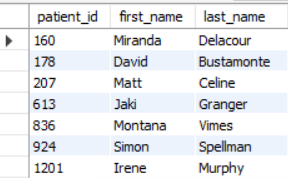 patient_id first_name last_name
160 Miranda Delacour
178 David Bustamonte
207 Matt Celine
613 Jaki Granger
836 Montana Vimes
924 Simon Spellman
1201 Irene Murphy